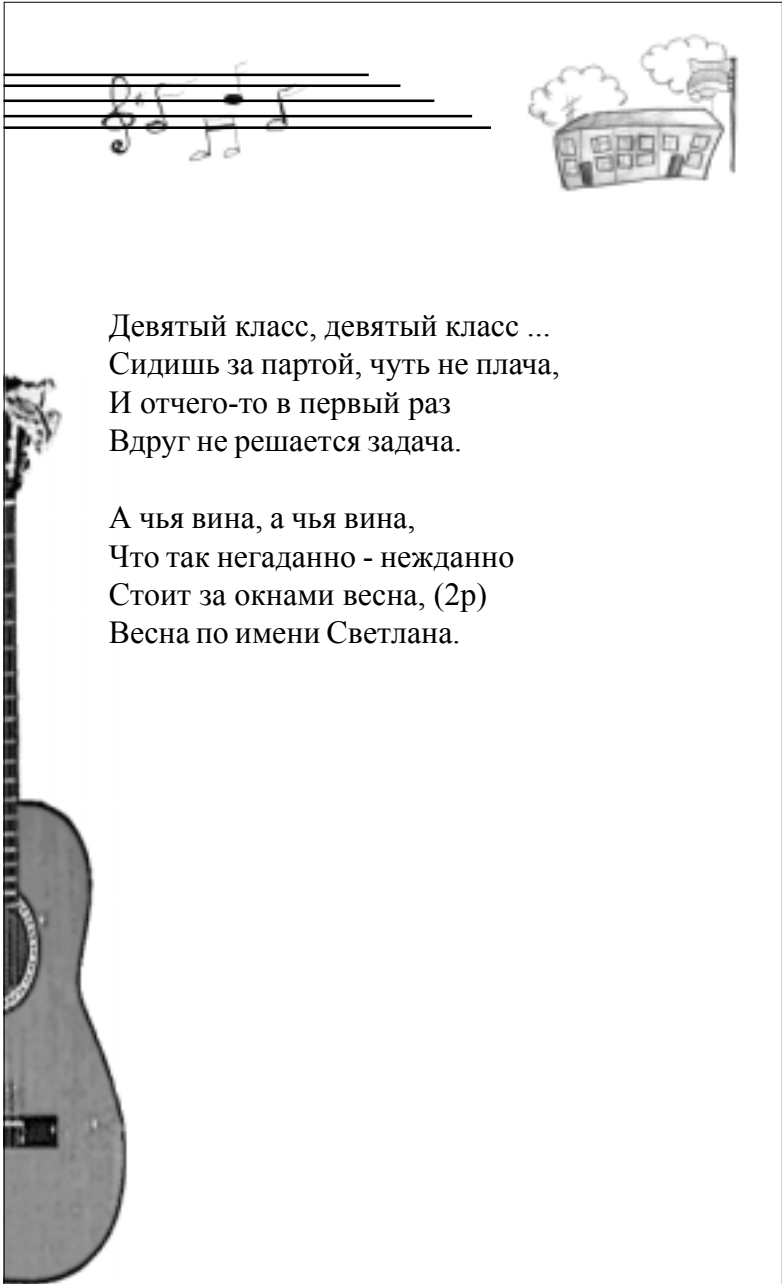 Девятый класс, девятый класс ...
Сидишь за партой, чуть не плача,
И отчего-то в первый раз
Вдруг не решается задача.
А чья вина, а чья вина,
Что так негаданно - нежданно
Стоит за окнами весна, (2р)
Весна по имени Светлана.